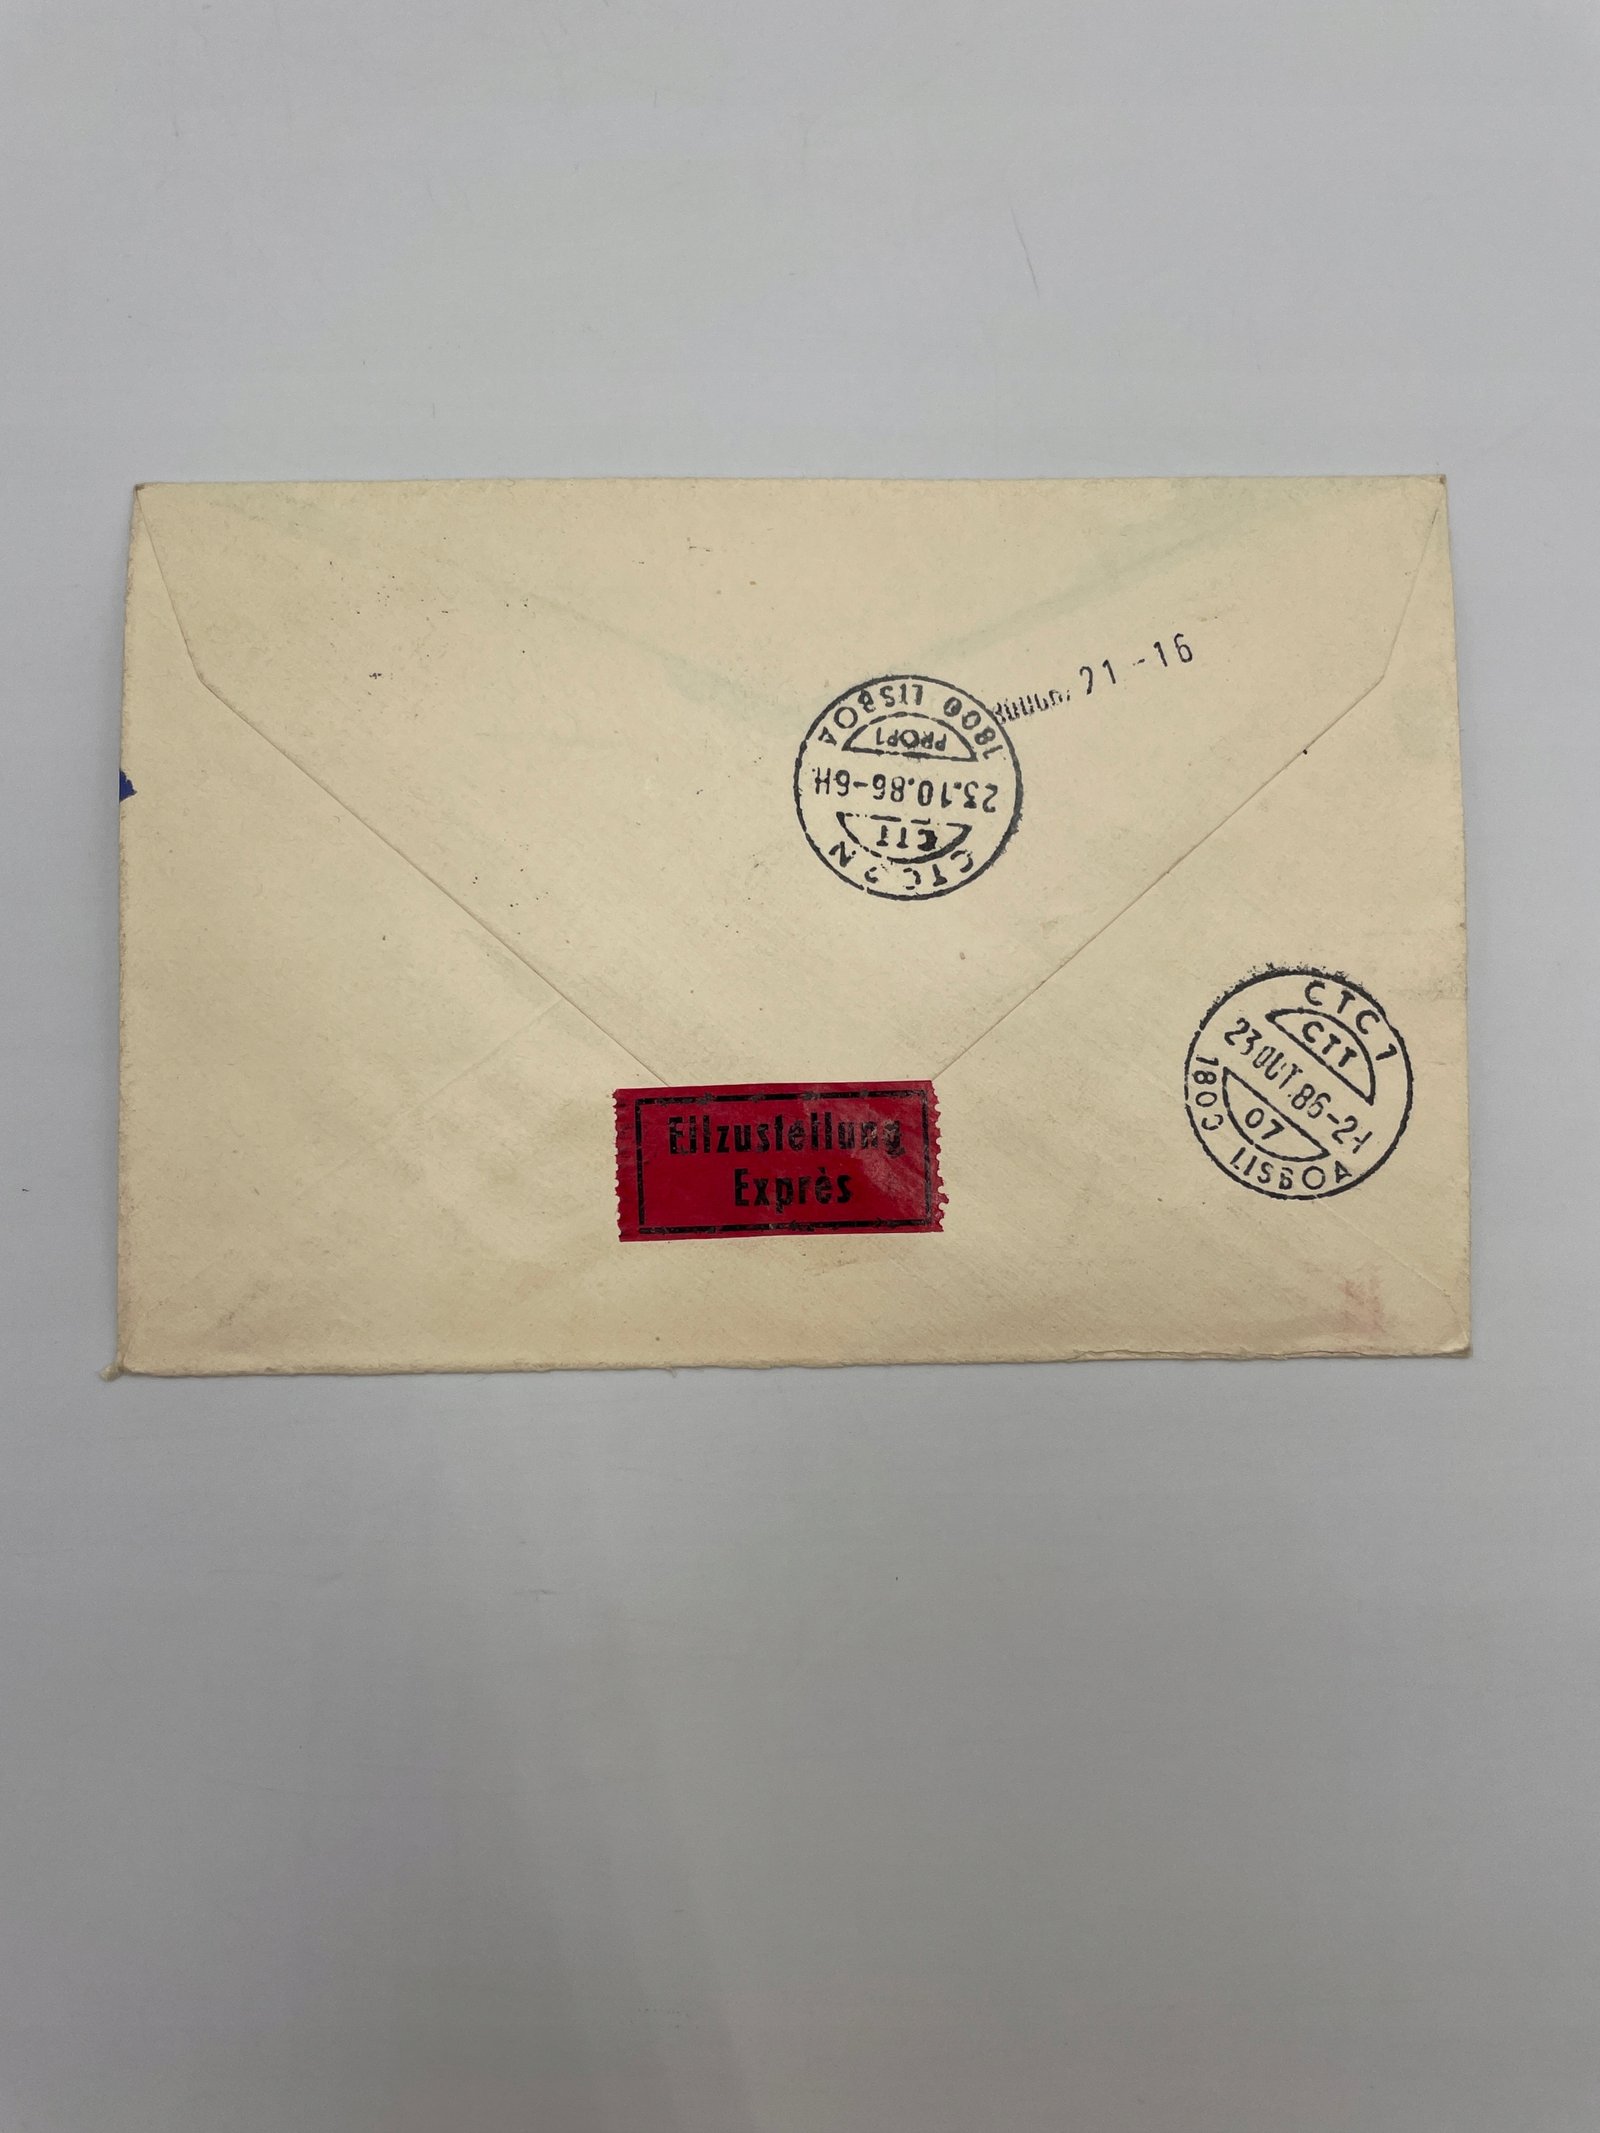 21 -16
1800 LISBOA
PROP1
23.10.86-6H
CTT
CTC 2 N
CTC 1
CTT
23 OUT.86-2
07
1800 LISBOA
Eilzustellung
Exprès